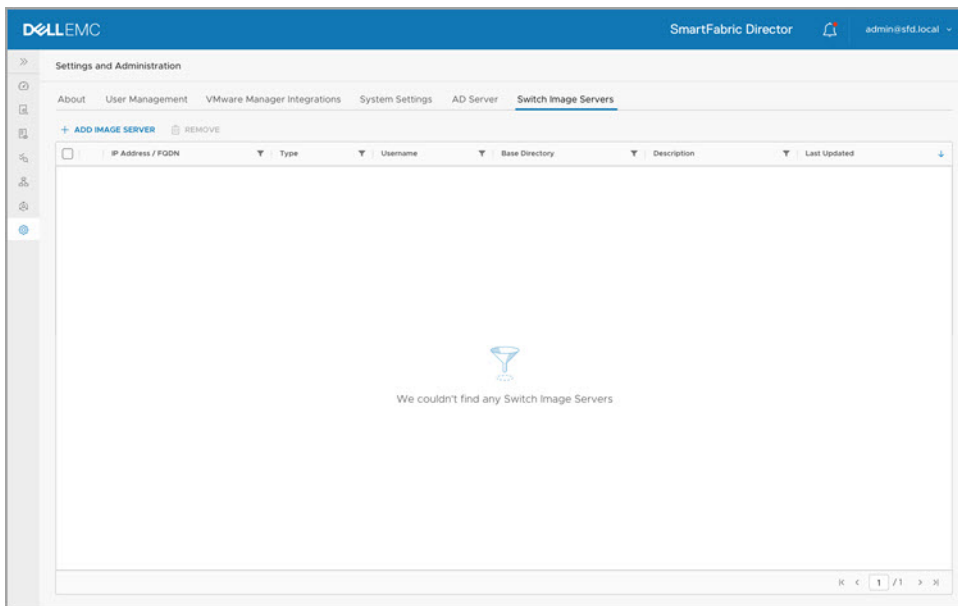 DELLEMC SmartFabric Director admin@sfd.local
Settings and Administration
About User Management VMware Manager Integrations System Settings AD Server Switch Image Servers
+ ADD IMAGE SERVER REMOVE
IP Address / FQDN Type Username Base Directory Description Last Updated
We couldn't find any Switch Image Servers
1 / 1